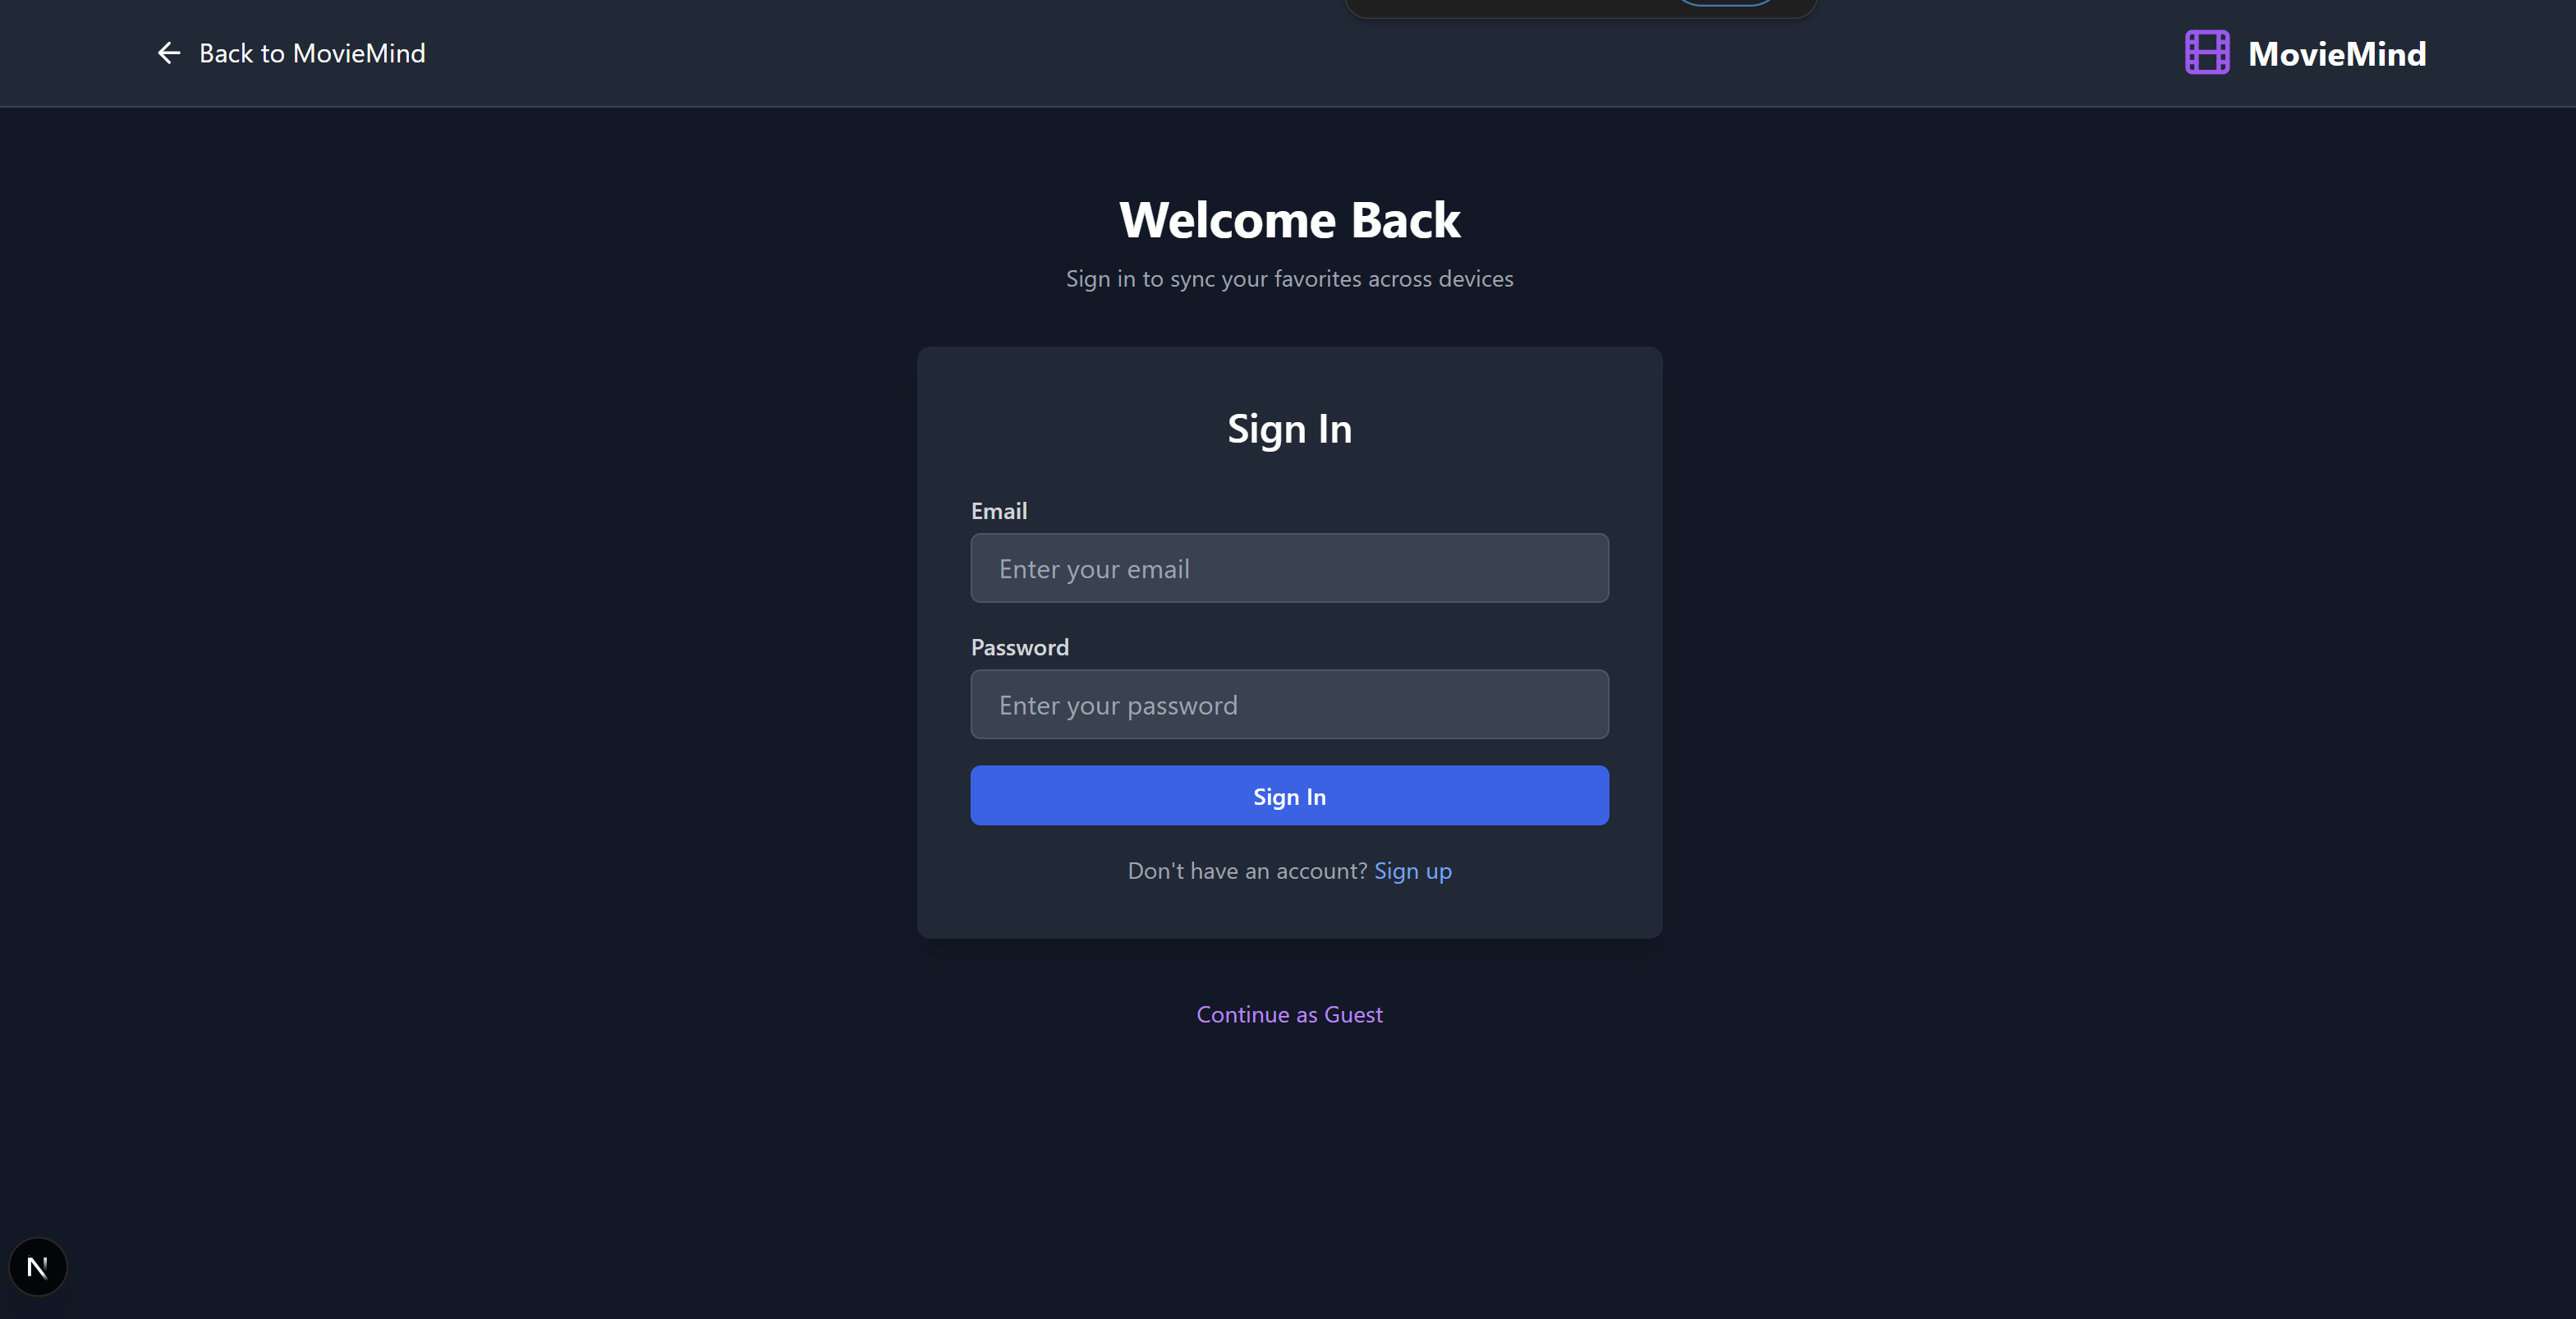 Back to MovieMind
MovieMind
Welcome Back
Sign in to sync your favorites across devices
Sign In
Email
Enter your email
Password
Enter your password
Sign In
Don't have an account? Sign up
Continue as Guest
N